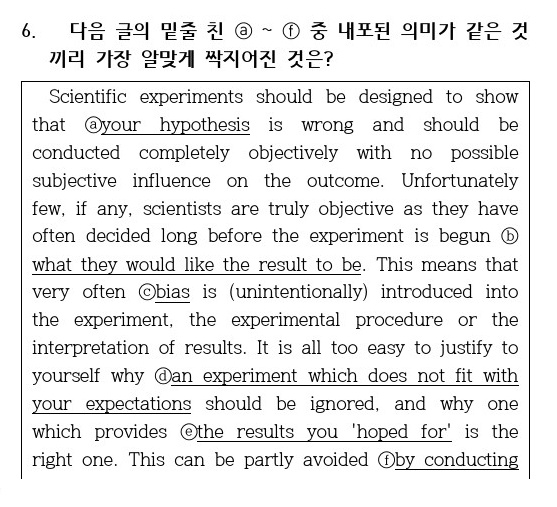 6. 다음 글의 밑줄 친 ⓐ ~ ⓕ 중 내포된 의미가 같은 것
끼리 가장 알맞게 짝지어진 것은?
Scientific experiments should be designed to show
that ⓐyour hypothesis is wrong and should be
conducted completely objectively with no possible
subjective influence on the outcome. Unfortunately
few, if any, scientists are truly objective as they have
often decided long before the experiment is begun ⓑ
what they would like the result to be. This means that
very often ⓒbias is (unintentionally) introduced into
the experiment, the experimental procedure or the
interpretation of results. It is all too easy to justify to
yourself why ⓓan experiment which does not fit with
your expectations should be ignored, and why one
which provides ⓔthe results you 'hoped for' is the
right one. This can be partly avoided ⓕby conducting